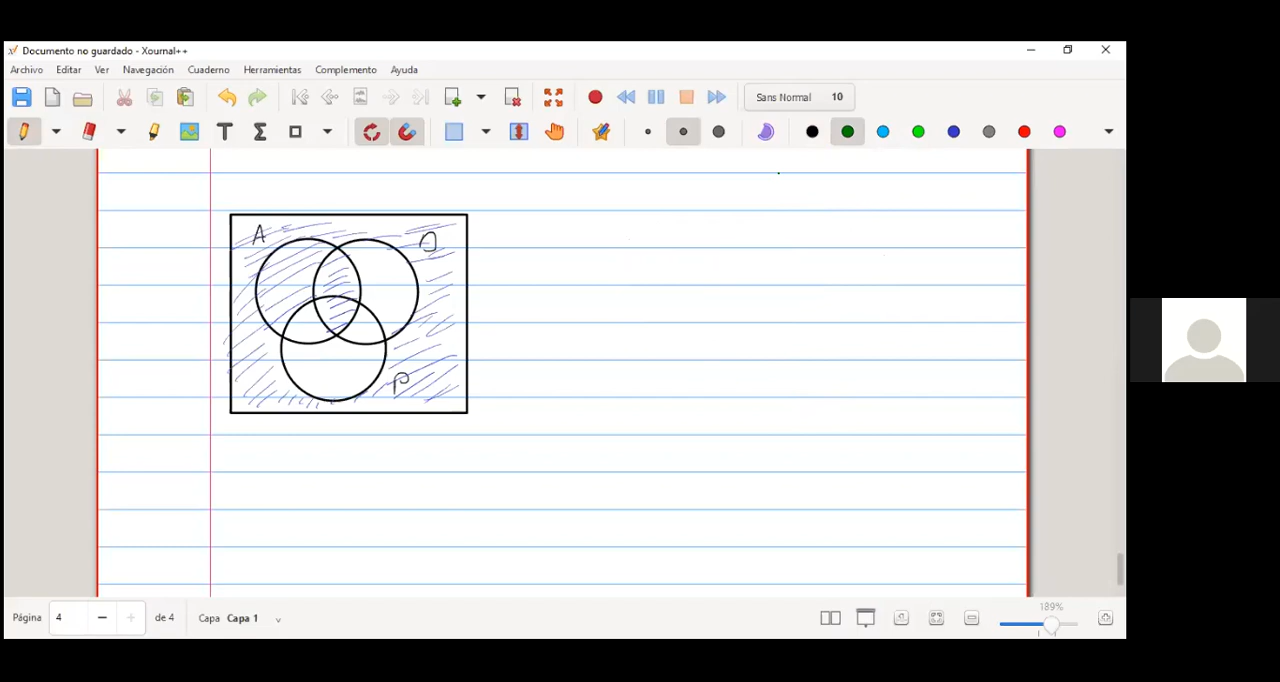 Documento no guardado - Xournal++
Archivo Editar Ver Navegación Cuaderno Herramientas Complemento Ayuda
Sans Normal 10
A
P
Página 4 de 4 Capa Capa 1
189%